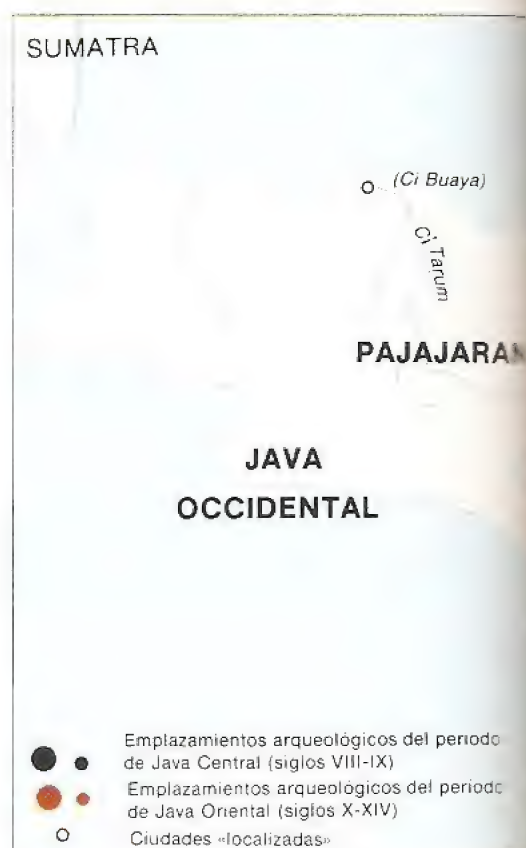 SUMATRA
(Ci Buaya)
Ci Tarum
PAJAJARAN
JAVA
OCCIDENTAL
Emplazamientos arqueológicos del periodo
de Java Central (siglos VIII-IX)
Emplazamientos arqueológicos del periodo
de Java Oriental (siglos X-XIV)
Ciudades «localizadas»